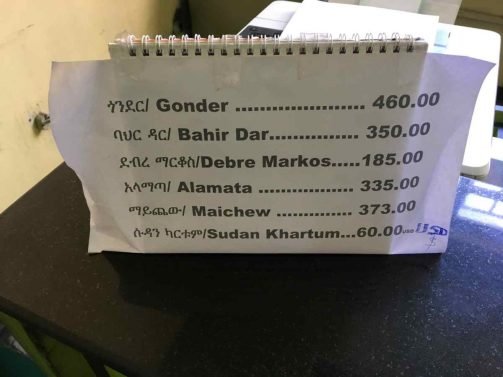 ጎንደር/ Gonder ...................... 460.00
ባህር ዳር/ Bahir Dar............. 350.00
ደብረ ማርቆስ/Debre Markos.....185.00
አላማጣ/ Alamata ................ 335.00
ማይጨው/ Maichew ............. 373.00
ሱዳን ካርቱም/Sudan Khartum...60.00